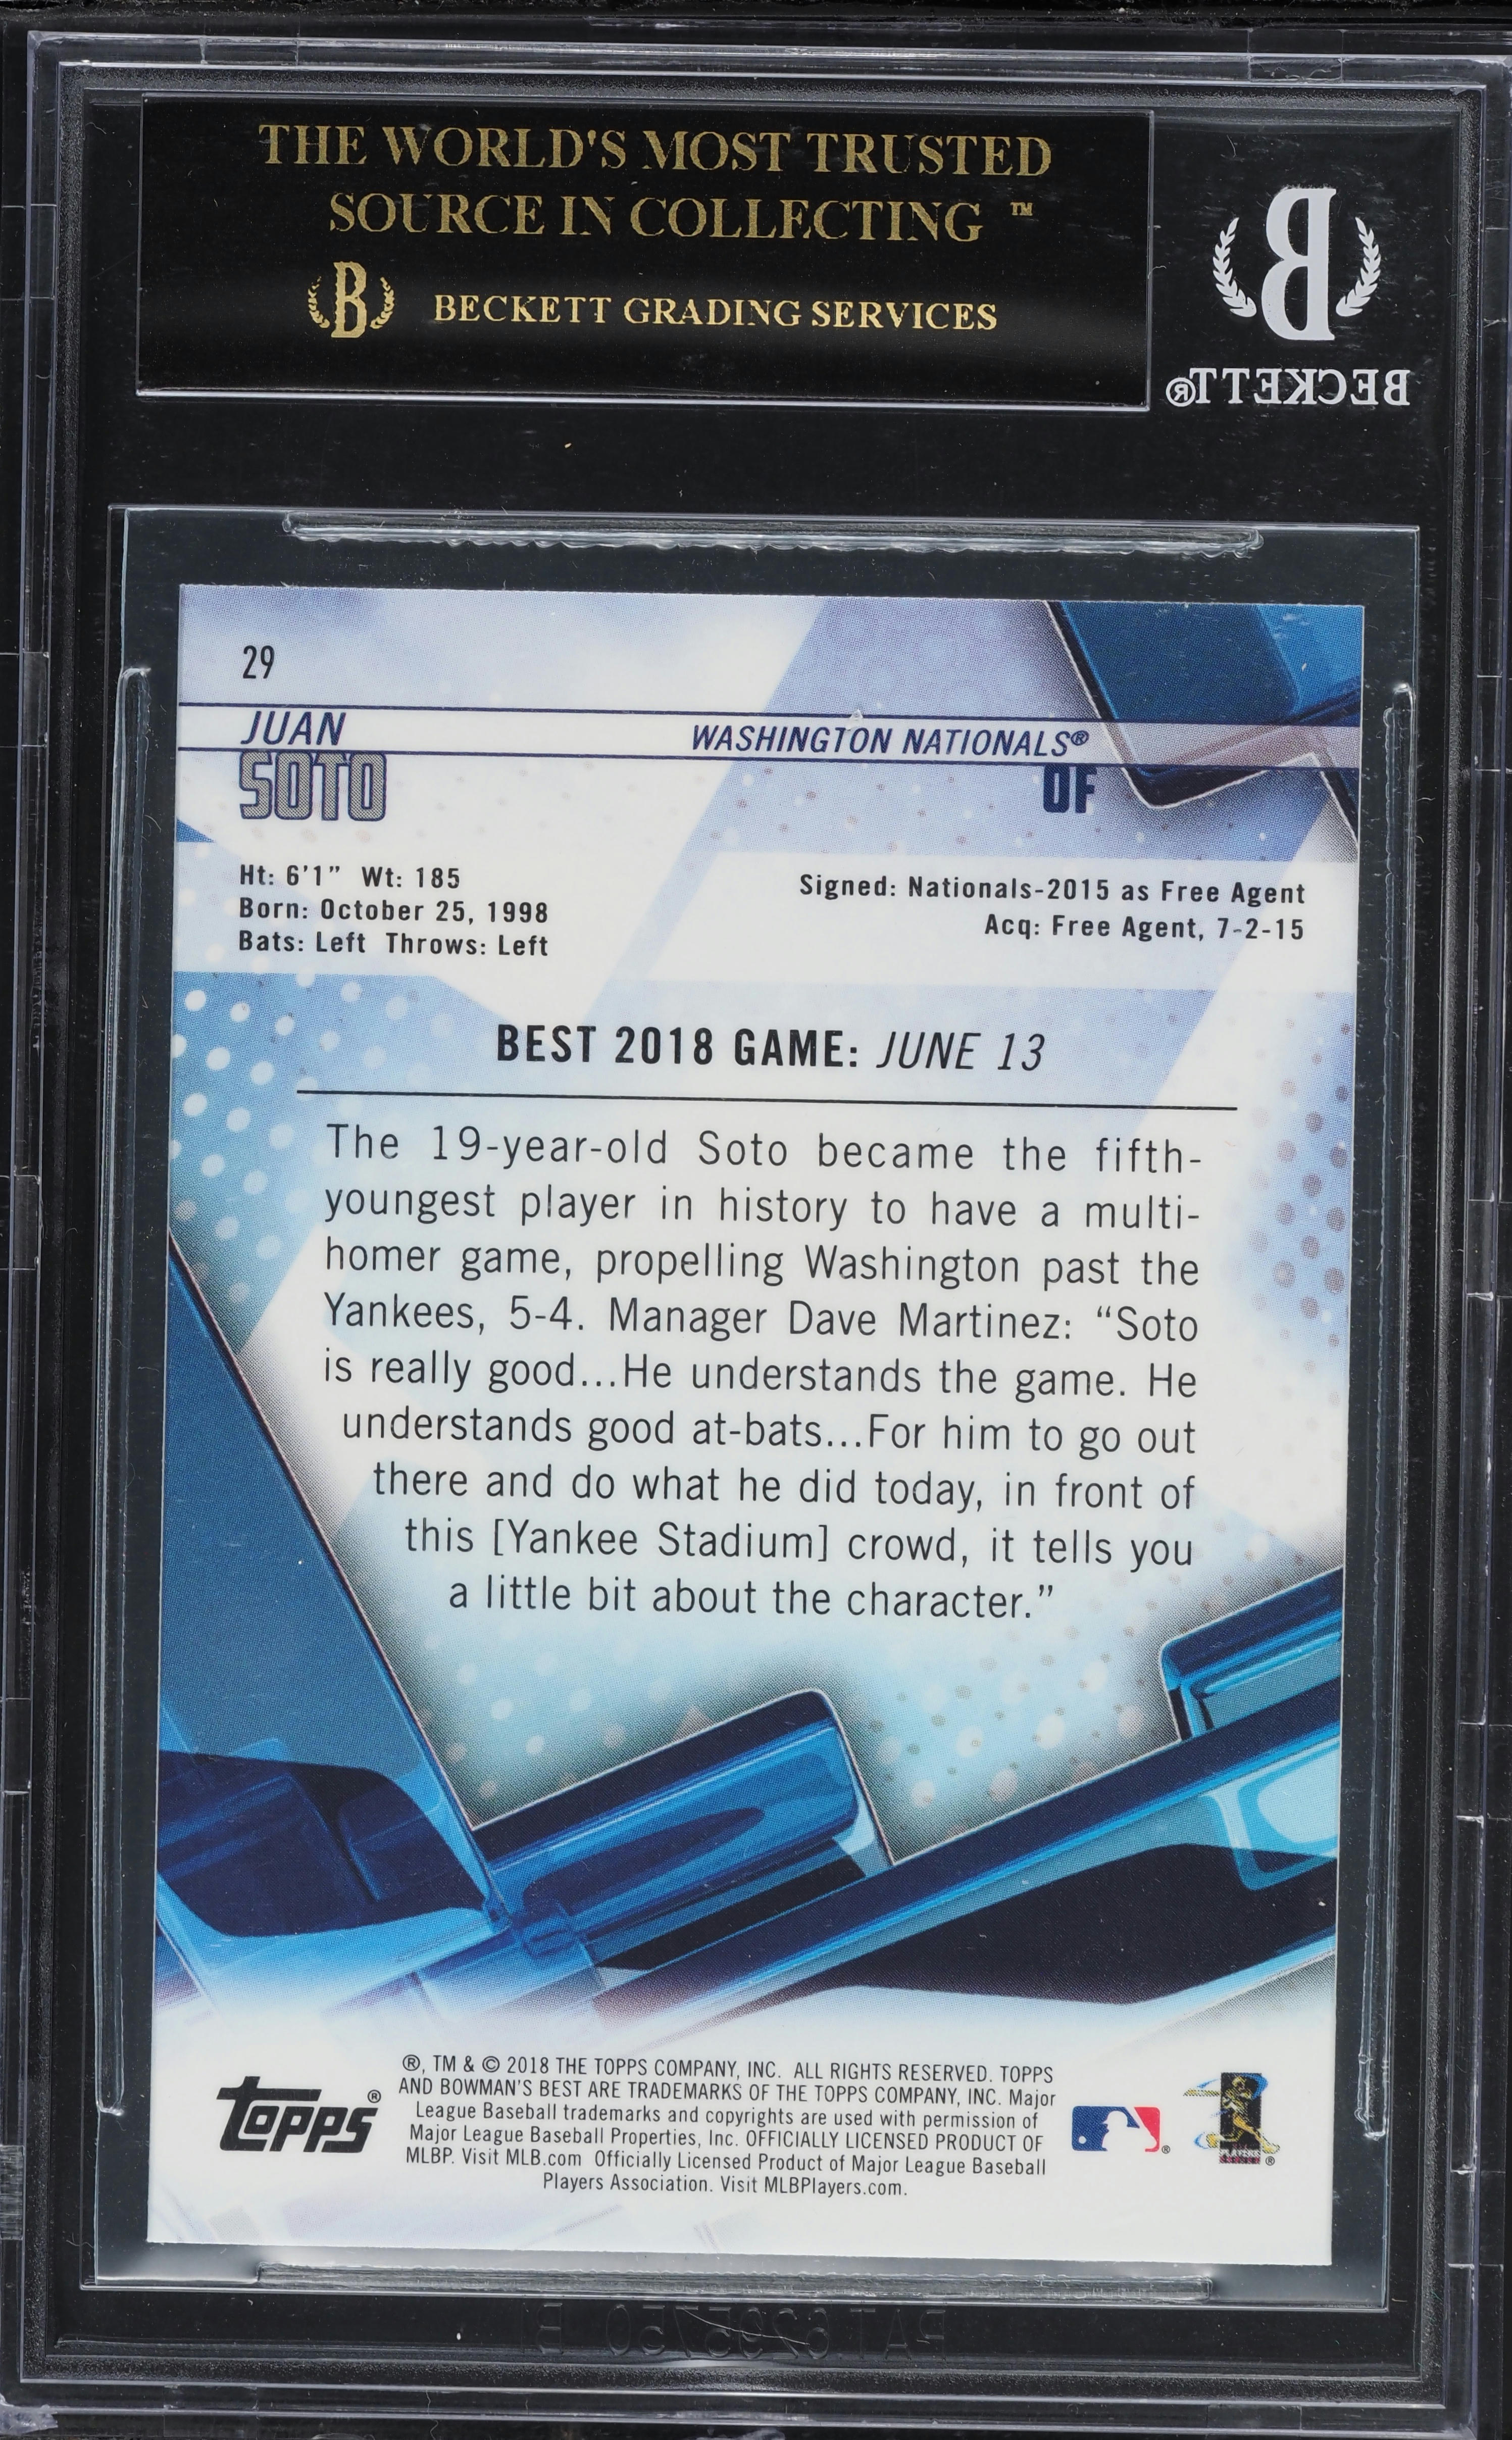 THE WORLD'S MOST TRUSTED
SOURCE IN COLLECTING ™
B BECKETT GRADING SERVICES
B
BECKETT®
29
JUAN
SOTO
WASHINGTON NATIONALS®
OF
Ht: 6'1” Wt: 185
Born: October 25, 1998
Bats: Left Throws: Left
Signed: Nationals-2015 as Free Agent
Acq: Free Agent, 7-2-15
BEST 2018 GAME: JUNE 13
The 19-year-old Soto became the fifth-
youngest player in history to have a multi-
homer game, propelling Washington past the
Yankees, 5-4. Manager Dave Martinez: “Soto
is really good...He understands the game. He
understands good at-bats...For him to go out
there and do what he did today, in front of
this [Yankee Stadium] crowd, it tells you
a little bit about the character.”
topps®
®, TM & © 2018 THE TOPPS COMPANY, INC. ALL RIGHTS RESERVED. TOPPS
AND BOWMAN'S BEST ARE TRADEMARKS OF THE TOPPS COMPANY, INC. Major
League Baseball trademarks and copyrights are used with permission of
Major League Baseball Properties, Inc. OFFICIALLY LICENSED PRODUCT OF
MLBP. Visit MLB.com Officially Licensed Product of Major League Baseball
Players Association. Visit MLBPlayers.com.
®
PLAYERS
®